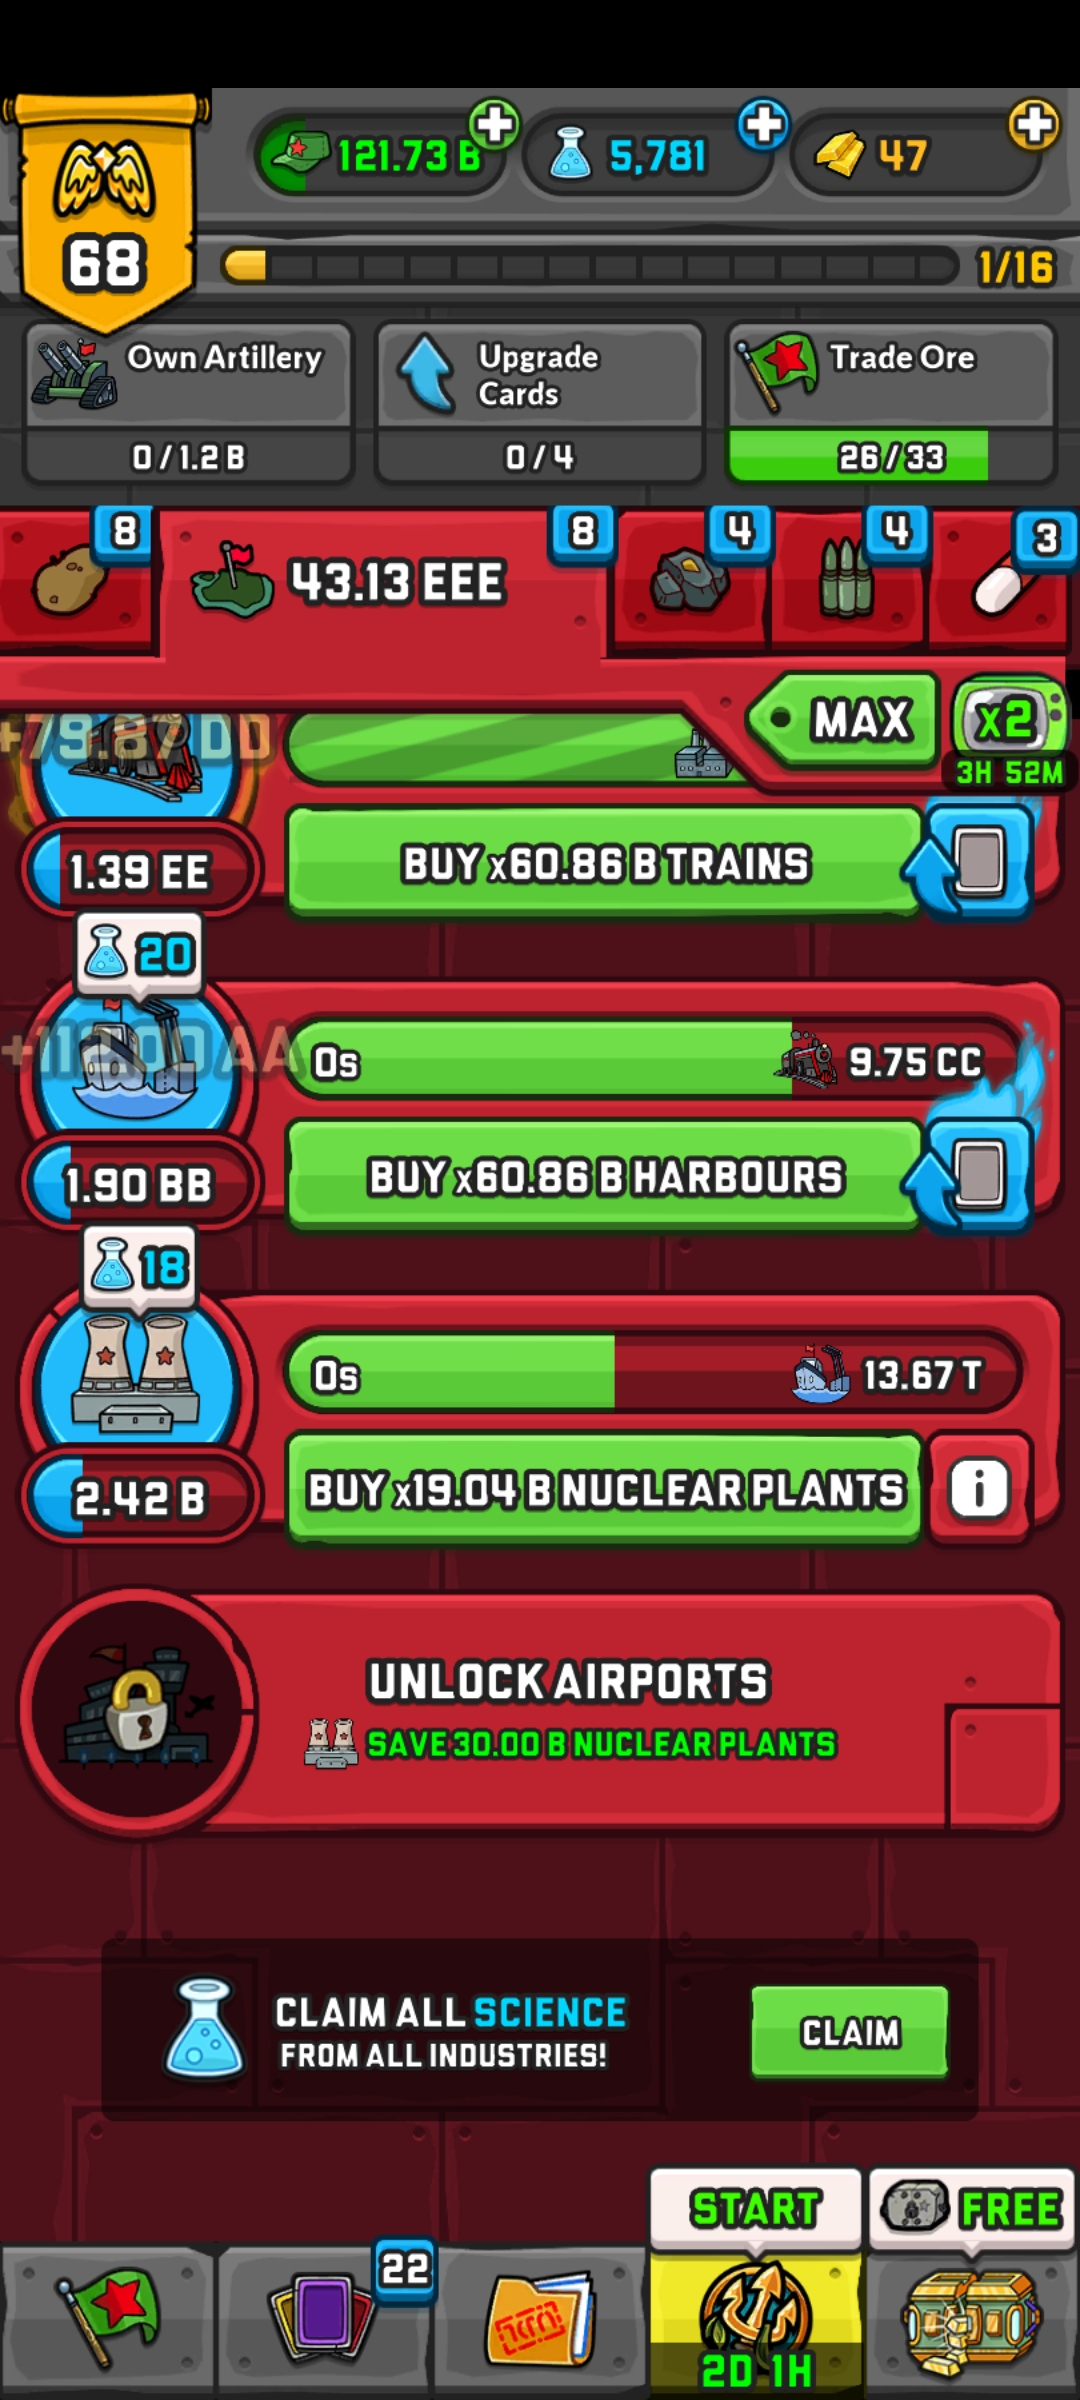 121.73 B
5,781
47
68
1/16
Own Artillery
0 / 1.2 B
Upgrade
Cards
0 / 4
Trade Ore
26 / 33
8
43.13 EEE
8
4
4
3
MAX
x2
3H 52M
+79.87 DD
1.39 EE
BUY x60.86 B TRAINS
20
+112.00 AA
0s
9.75 CC
1.90 BB
BUY x60.86 B HARBOURS
18
0s
13.67 T
2.42 B
BUY x19.04 B NUCLEAR PLANTS
i
UNLOCK AIRPORTS
SAVE 30.00 B NUCLEAR PLANTS
CLAIM ALL SCIENCE
FROM ALL INDUSTRIES!
CLAIM
START
FREE
22
2D 1H